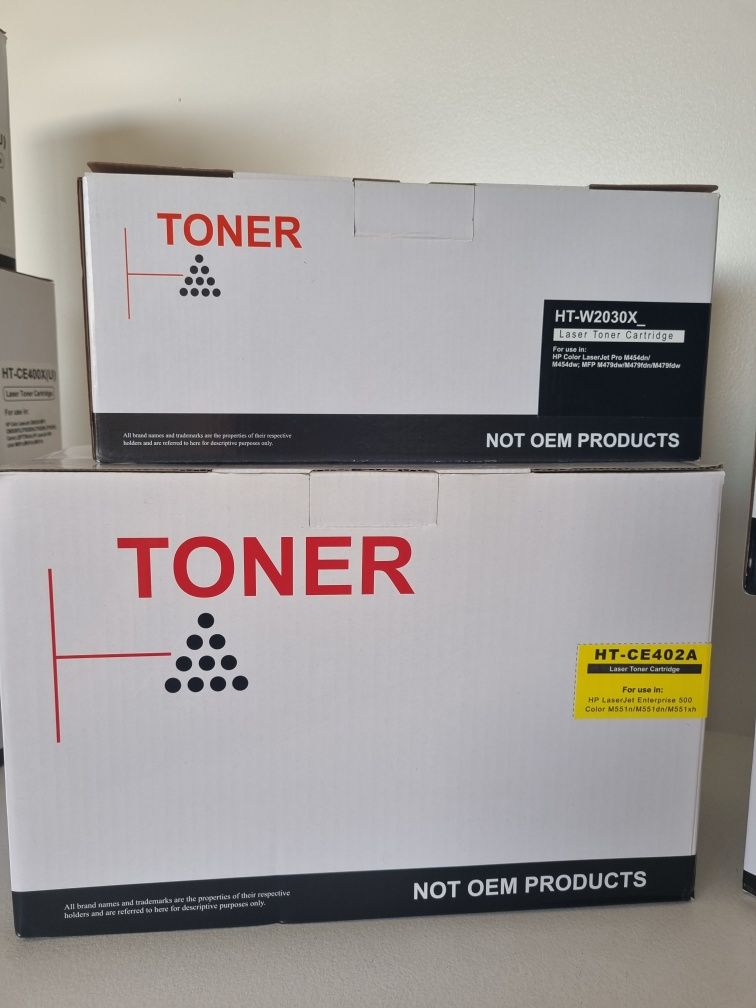 TONER
HT-W2030X_
Laser Toner Cartridge
For use in:
HP Color LaserJet Pro M454dn/
M454dw; MFP M479dw/M479fdn/M479fdw
All brand names and trademarks are the properties of their respective
holders and are referred to here for descriptive purposes only.
NOT OEM PRODUCTS
HT-CE400X(U)
Laser Toner Cartridge
For use in:
TONER
HT-CE402A
Laser Toner Cartridge
For use in:
HP LaserJet Enterprise 500
Color M551n/M551dn/M551xh
All brand names and trademarks are the properties of their respective
holders and are referred to here for descriptive purposes only.
NOT OEM PRODUCTS